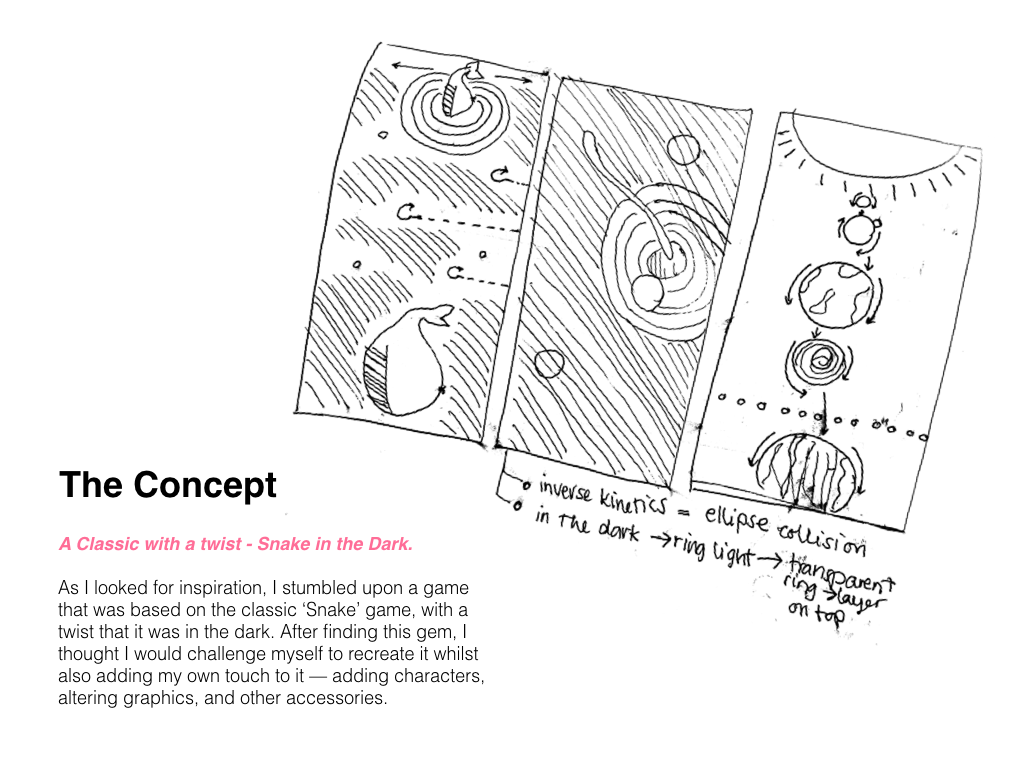 inverse kinetics = ellipse collision
in the dark → ring light → transparent
ring → layer
on top
The Concept
A Classic with a twist - Snake in the Dark.
As I looked for inspiration, I stumbled upon a game
that was based on the classic ‘Snake’ game, with a
twist that it was in the dark. After finding this gem, I
thought I would challenge myself to recreate it whilst
also adding my own touch to it — adding characters,
altering graphics, and other accessories.